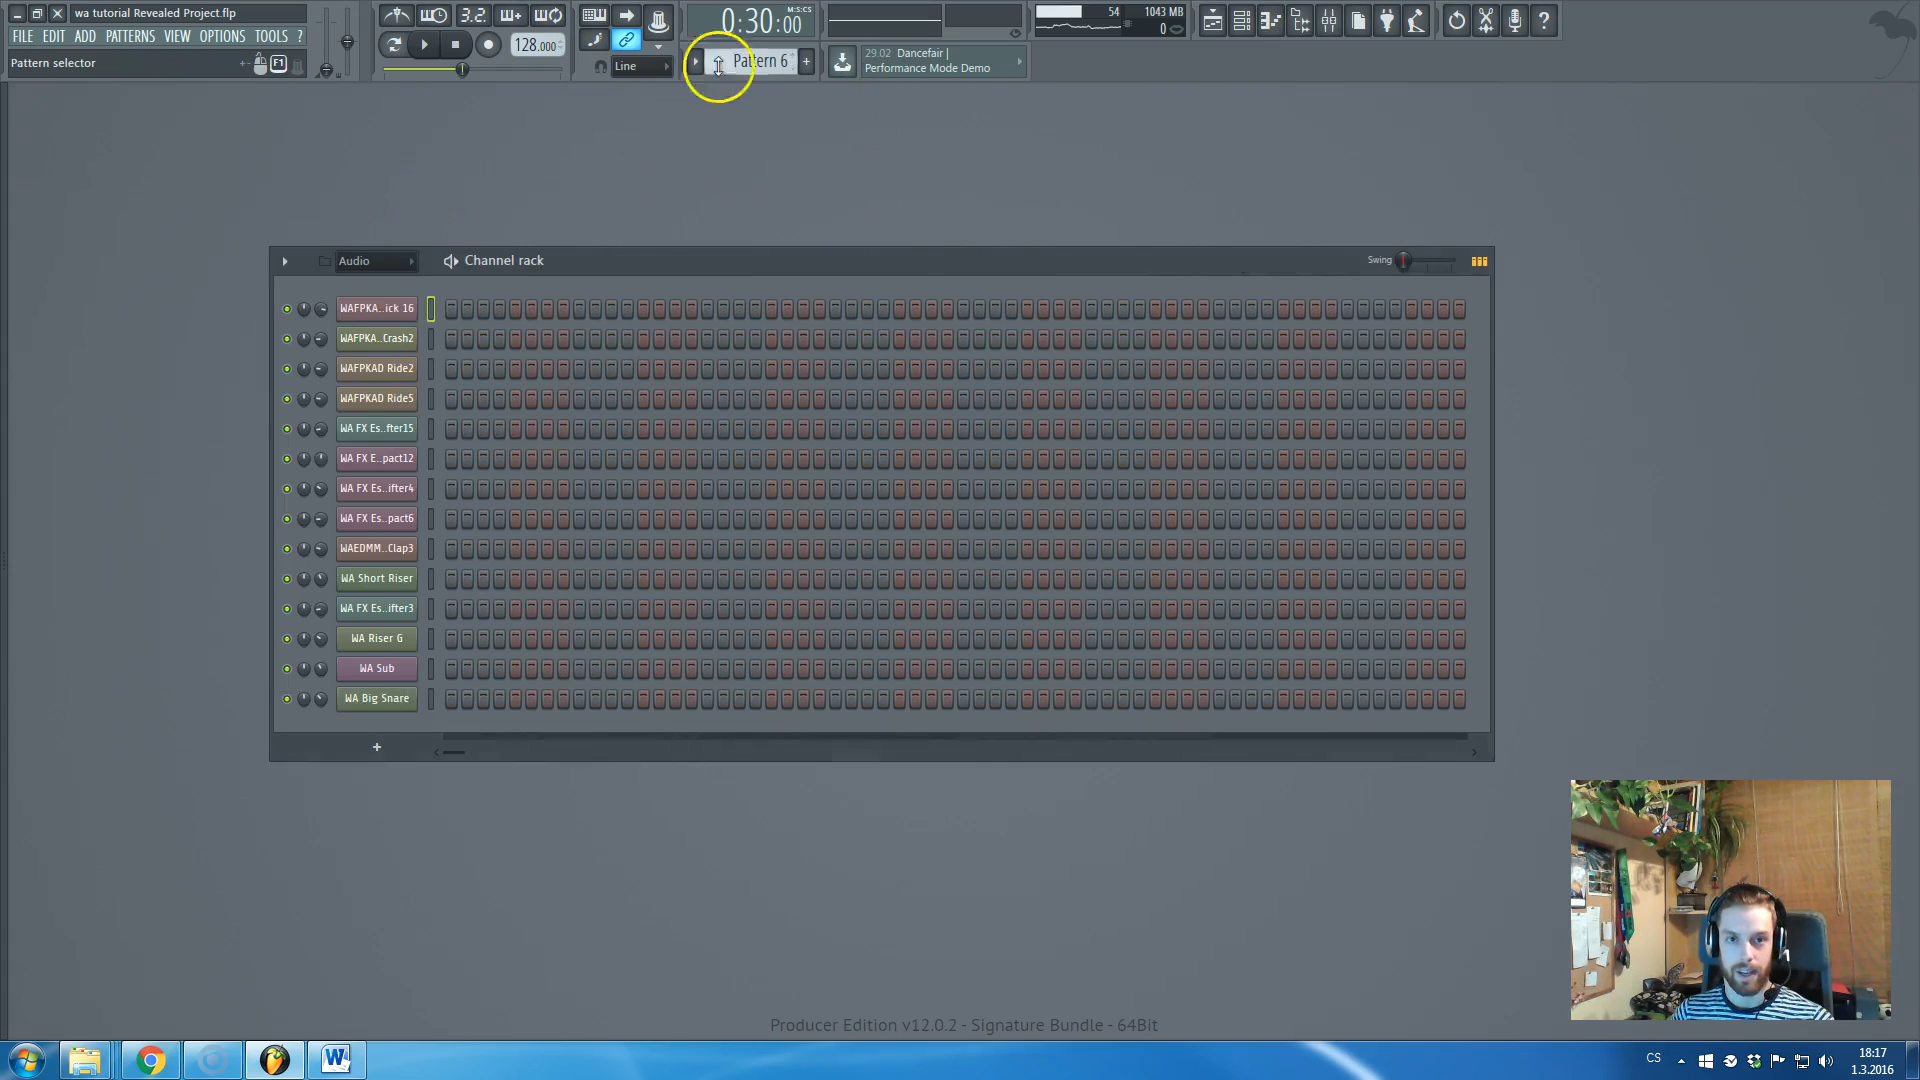 wa tutorial Revealed Project.flp
FILE EDIT ADD PATTERNS VIEW OPTIONS TOOLS ?
Pattern selector
F1
3.2.
128.000
Line
0:30:00
M:S:CS
Pattern 6
+
29.02 Dancefair |
Performance Mode Demo
54
1043 MB
0
?
Audio
Channel rack
Swing
WAFPKA..ick 16
WAFPKA..Crash2
WAFPKAD Ride2
WAFPKAD Ride5
WA FX Es..fter15
WA FX E..pact12
WA FX Es..ifter4
WA FX Es..pact6
WAEDMM..Clap3
WA Short Riser
WA FX Es..ifter3
WA Riser G
WA Sub
WA Big Snare
+
Producer Edition v12.0.2 - Signature Bundle - 64Bit
W
CS
18:17
1.3.2016